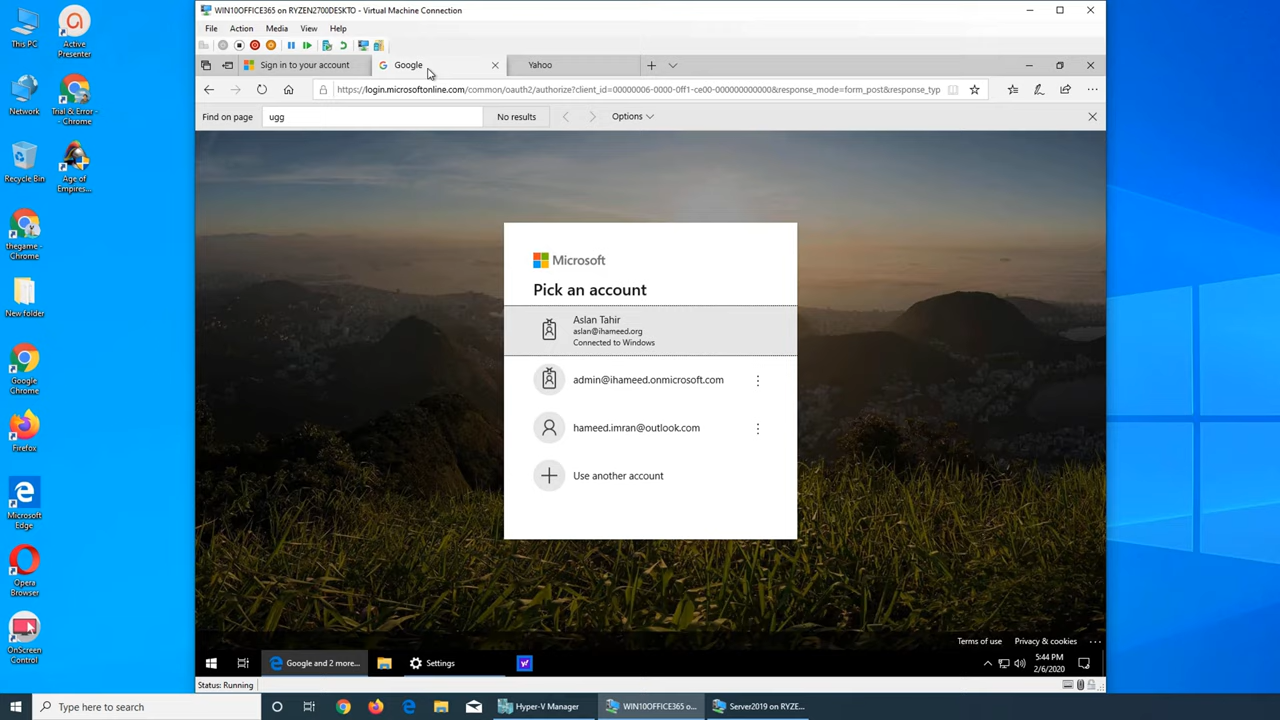 WIN10OFFICE365 on RYZEN2700DESKTO - Virtual Machine Connection
File Action Media View Help
Sign in to your account
Google
Yahoo
https://login.microsoftonline.com/common/oauth2/authorize?client_id=00000006-0000-0ff1-ce00-000000000000&response_mode=form_post&response_typ
Find on page
ugg
No results
Options
Microsoft
Pick an account
Aslan Tahir
aslan@ihameed.org
Connected to Windows
admin@ihameed.onmicrosoft.com
hameed.imran@outlook.com
Use another account
Terms of use Privacy & cookies ...
Google and 2 more...
Settings
5:44 PM
2/6/2020
Status: Running
This PC
Active
Presenter
Network
Trial & Error -
- Chrome
Recycle Bin
Age of
Empires...
thegame -
Chrome
New folder
Google
Chrome
Firefox
Microsoft
Edge
Opera
Browser
OnScreen
Control
Type here to search
Hyper-V Manager
WIN10OFFICE365 o...
Server2019 on RYZE...